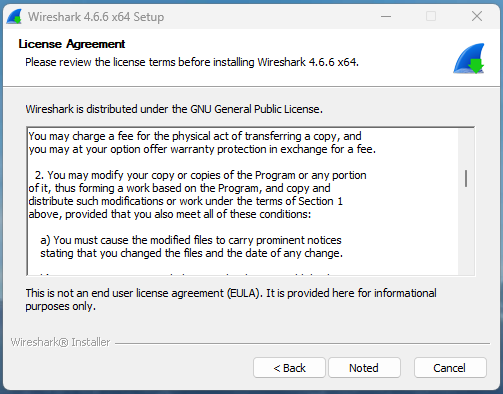 Wireshark 4.6.6 x64 Setup
License Agreement
Please review the license terms before installing Wireshark 4.6.6 x64.
Wireshark is distributed under the GNU General Public License.
You may charge a fee for the physical act of transferring a copy, and
you may at your option offer warranty protection in exchange for a fee.
2. You may modify your copy or copies of the Program or any portion
of it, thus forming a work based on the Program, and copy and
distribute such modifications or work under the terms of Section 1
above, provided that you also meet all of these conditions:
a) You must cause the modified files to carry prominent notices
stating that you changed the files and the date of any change.
This is not an end user license agreement (EULA). It is provided here for informational
purposes only.
Wireshark® Installer
< Back
Noted
Cancel